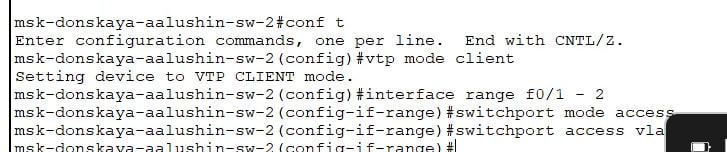 msk-donskaya-aalushin-sw-2#conf t
Enter configuration commands, one per line.  End with CNTL/Z.
msk-donskaya-aalushin-sw-2(config)#vtp mode client
Setting device to VTP CLIENT mode.
msk-donskaya-aalushin-sw-2(config)#interface range f0/1 - 2
msk-donskaya-aalushin-sw-2(config-if-range)#switchport mode access
msk-donskaya-aalushin-sw-2(config-if-range)#switchport access
msk-donskaya-aalushin-sw-2(config-if-range)#